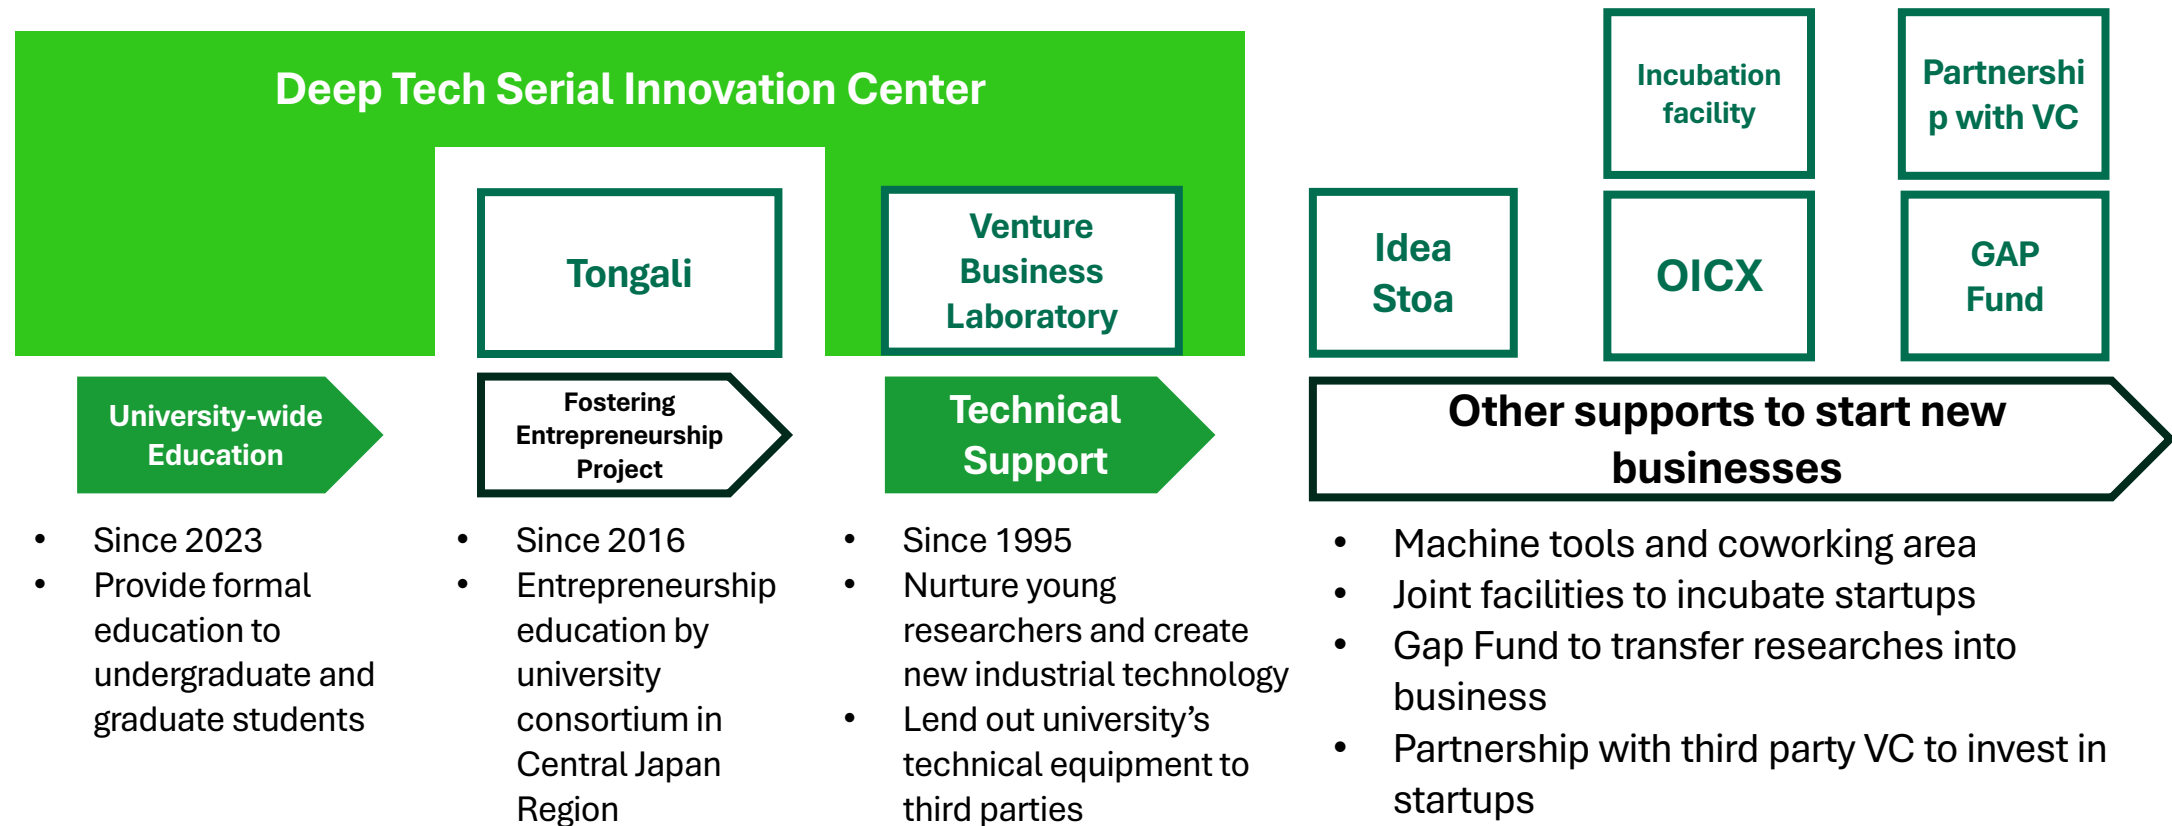 Deep Tech Serial Innovation Center
Tongali
Venture
Business
Laboratory
Idea
Stoa
Incubation
facility
OICX
Partnershi
p with VC
GAP
Fund
University-wide
Education
Fostering
Entrepreneurship
Project
Technical
Support
Other supports to start new
businesses
• Since 2023
• Provide formal
education to
undergraduate and
graduate students
• Since 2016
• Entrepreneurship
education by
university
consortium in
Central Japan
Region
• Since 1995
• Nurture young
researchers and create
new industrial technology
• Lend out university’s
technical equipment to
third parties
• Machine tools and coworking area
• Joint facilities to incubate startups
• Gap Fund to transfer researches into
business
• Partnership with third party VC to invest in
startups